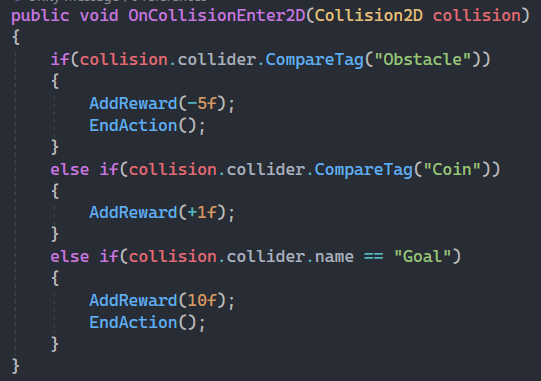 public void OnCollisionEnter2D(Collision2D collision)
{
    if(collision.collider.CompareTag("Obstacle"))
    {
        AddReward(-5f);
        EndAction();
    }
    else if(collision.collider.CompareTag("Coin"))
    {
        AddReward(+1f);
    }
    else if(collision.collider.name == "Goal")
    {
        AddReward(10f);
        EndAction();
    }
}